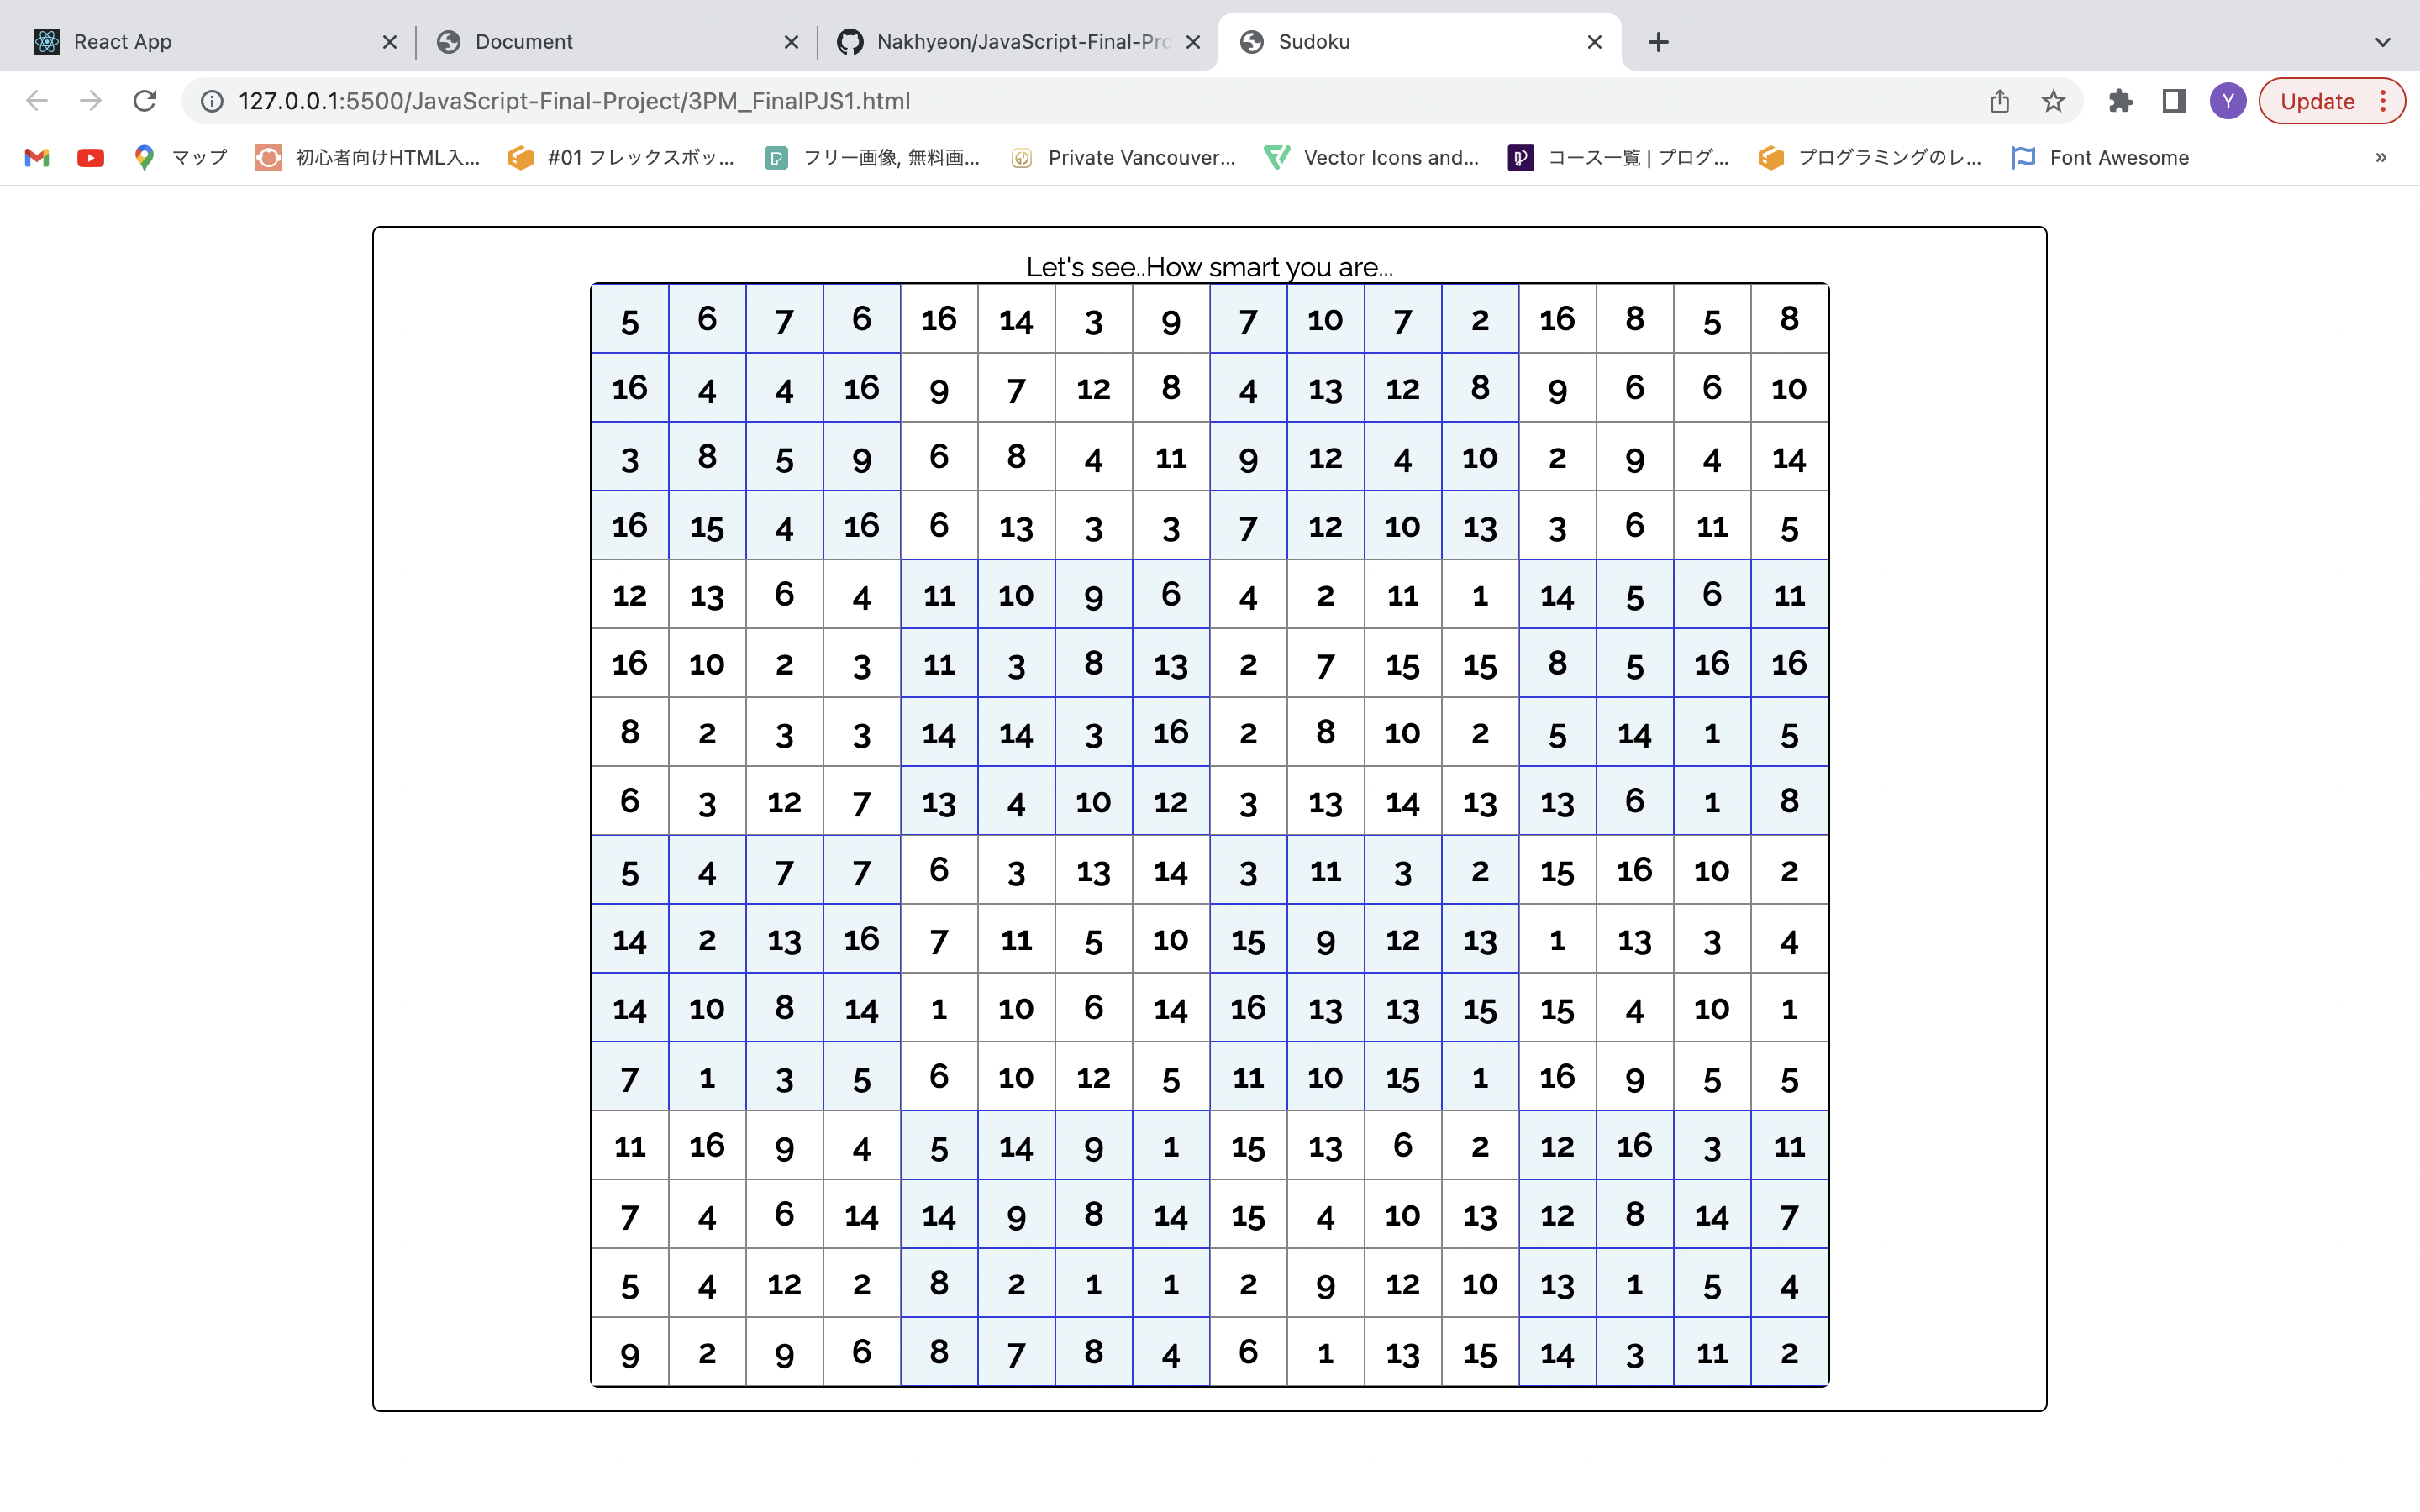 React App
Document
Nakhyeon/JavaScript-Final-Pro
Sudoku
127.0.0.1:5500/JavaScript-Final-Project/3PM_FinalPJS1.html
Y
Update
マップ
初心者向けHTML入...
#01 フレックスボッ...
フリー画像, 無料画...
Private Vancouver...
Vector Icons and...
コース一覧 | プログ...
プログラミングのレ...
Font Awesome
»
Let's see..How smart you are...
5 6 7 6 16 14 3 9 7 10 7 2 16 8 5 8
16 4 4 16 9 7 12 8 4 13 12 8 9 6 6 10
3 8 5 9 6 8 4 11 9 12 4 10 2 9 4 14
16 15 4 16 6 13 3 3 7 12 10 13 3 6 11 5
12 13 6 4 11 10 9 6 4 2 11 1 14 5 6 11
16 10 2 3 11 3 8 13 2 7 15 15 8 5 16 16
8 2 3 3 14 14 3 16 2 8 10 2 5 14 1 5
6 3 12 7 13 4 10 12 3 13 14 13 13 6 1 8
5 4 7 7 6 3 13 14 3 11 3 2 15 16 10 2
14 2 13 16 7 11 5 10 15 9 12 13 1 13 3 4
14 10 8 14 1 10 6 14 16 13 13 15 15 4 10 1
7 1 3 5 6 10 12 5 11 10 15 1 16 9 5 5
11 16 9 4 5 14 9 1 15 13 6 2 12 16 3 11
7 4 6 14 14 9 8 14 15 4 10 13 12 8 14 7
5 4 12 2 8 2 1 1 2 9 12 10 13 1 5 4
9 2 9 6 8 7 8 4 6 1 13 15 14 3 11 2